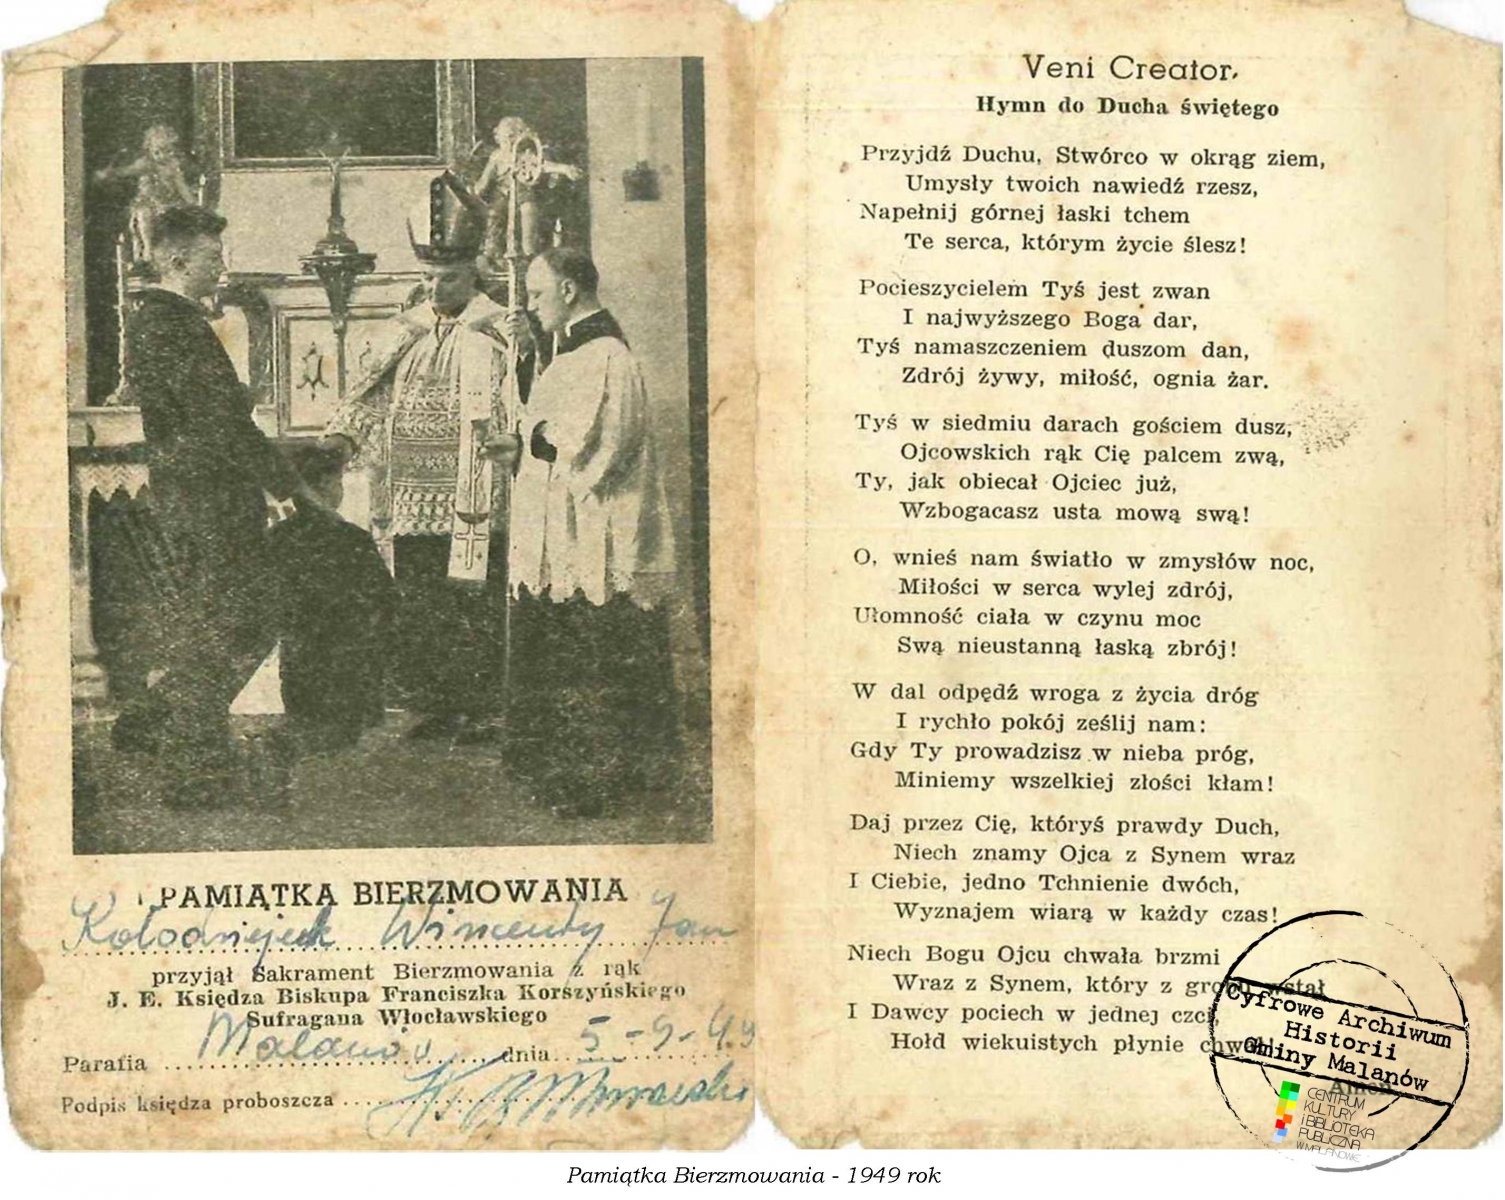 PAMIĄTKA BIERZMOWANIA
Kołodziejek Wincenty Jan
przyjął Sakrament Bierzmowania z rąk
J. E. Księdza Biskupa Franciszka Korszyńskiego
Sufragana Włocławskiego
Parafia Malanów dnia 5-9-49
Podpis księdza proboszcza
Veni Creator.
Hymn do Ducha świętego
Przyjdź Duchu, Stwórco w okrąg ziem,
Umysły twoich nawiedź rzesz,
Napełnij górnej łaski tchem
Te serca, którym życie ślesz!
Pocieszycielem Tyś jest zwan
I najwyższego Boga dar,
Tyś namaszczeniem duszom dan,
Zdrój żywy, miłość, ognia żar.
Tyś w siedmiu darach gościem dusz,
Ojcowskich rąk Cię palcem zwą,
Ty, jak obiecał Ojciec już,
Wzbogacasz usta mową swą!
O, wnieś nam światło w zmysłów noc,
Miłości w serca wylej zdrój,
Ułomność ciała w czynu moc
Swą nieustanną łaską zbrój!
W dal odpędź wroga z życia dróg
I rychło pokój ześlij nam:
Gdy Ty prowadzisz w nieba próg,
Miniemy wszelkiej złości kłam!
Daj przez Cię, któryś prawdy Duch,
Niech znamy Ojca z Synem wraz
I Ciebie, jedno Tchnienie dwóch,
Wyznajem wiarą w każdy czas!
Niech Bogu Ojcu chwała brzmi
Wraz z Synem, który z grobu wstał
I Dawcy pociech w jednej czci,
Hołd wiekuistych płynie chwał!
Amen
Cyfrowe Archiwum
Historii
Gminy Malanów
CENTRUM
KULTURY
I BIBLIOTEKA
PUBLICZNA
W MALANOWIE
Pamiątka Bierzmowania - 1949 rok